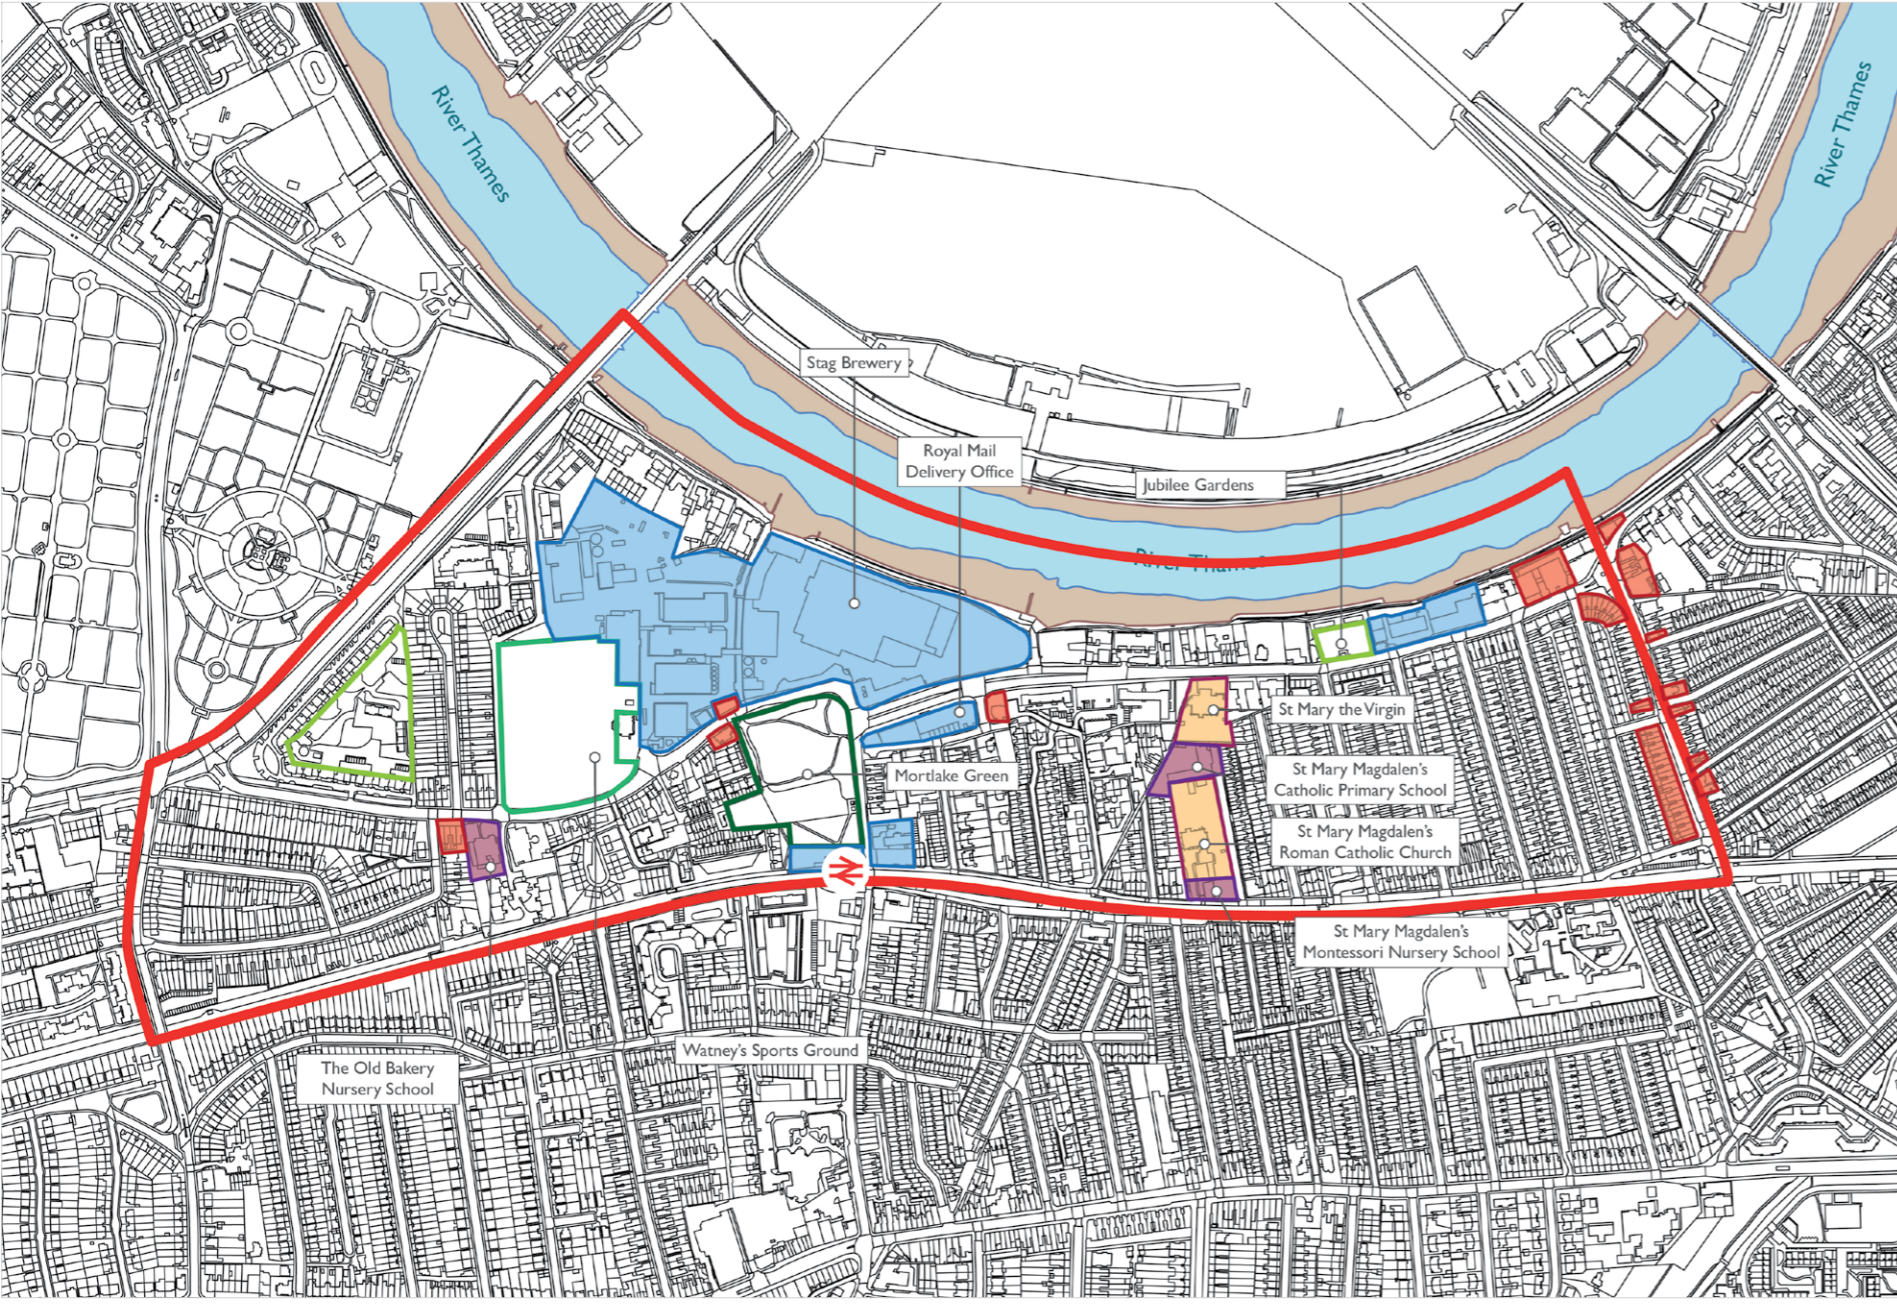 River Thames
River Thames
Stag Brewery
Royal Mail
Delivery Office
Jubilee Gardens
River Thames
St Mary the Virgin
St Mary Magdalen's
Catholic Primary School
Mortlake Green
St Mary Magdalen's
Roman Catholic Church
St Mary Magdalen's
Montessori Nursery School
Watney's Sports Ground
The Old Bakery
Nursery School